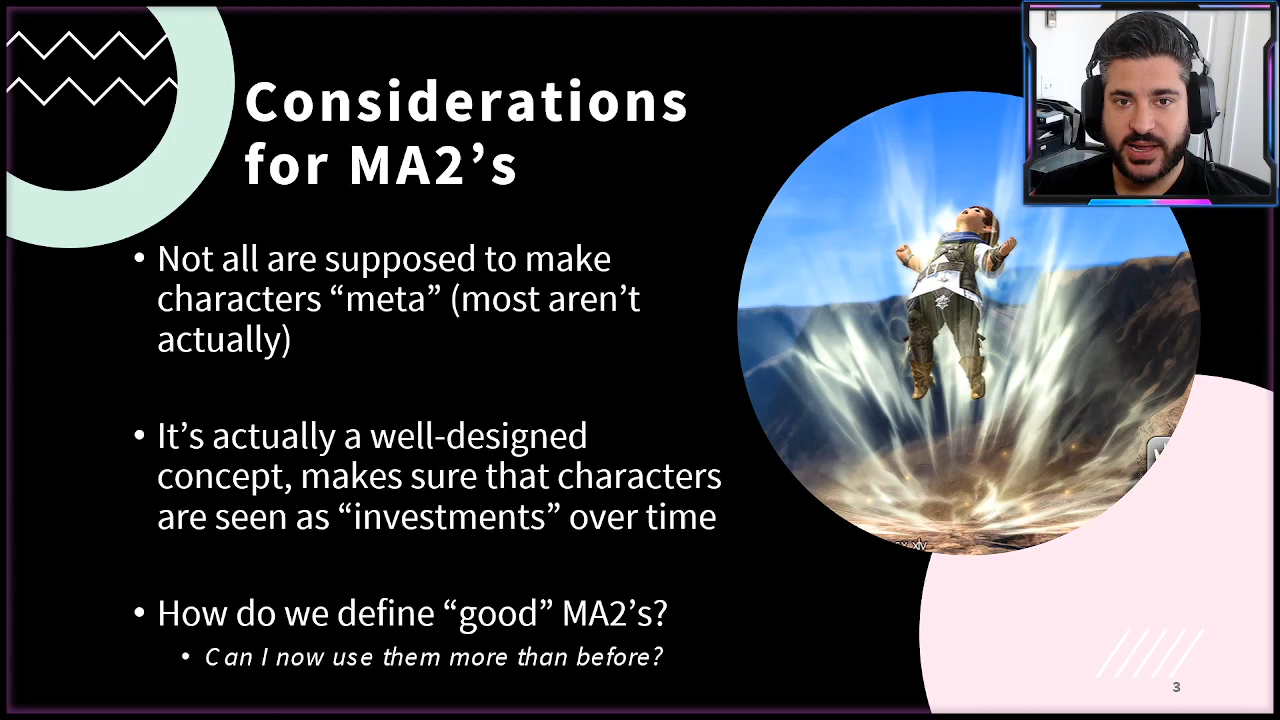 Considerations
for MA2’s
• Not all are supposed to make
characters “meta” (most aren’t
actually)
• It’s actually a well-designed
concept, makes sure that characters
are seen as “investments” over time
• How do we define “good” MA2’s?
• Can I now use them more than before?
3